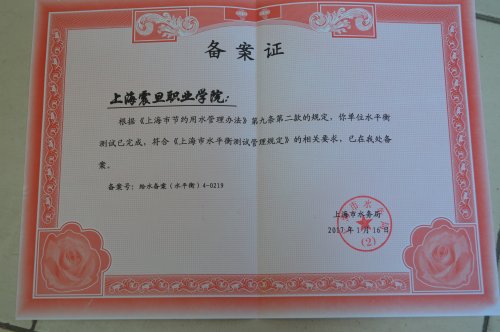 备案证
上海震旦职业学院：
根据《上海市节约用水管理办法》第九条第二款的规定，你单位水平衡
测试已完成，符合《上海市水平衡测试管理规定》的相关要求，已在我处备
案。
备案号：给水备案（水平衡）4-0219
上海市水务局
2017年1月16日
(2)